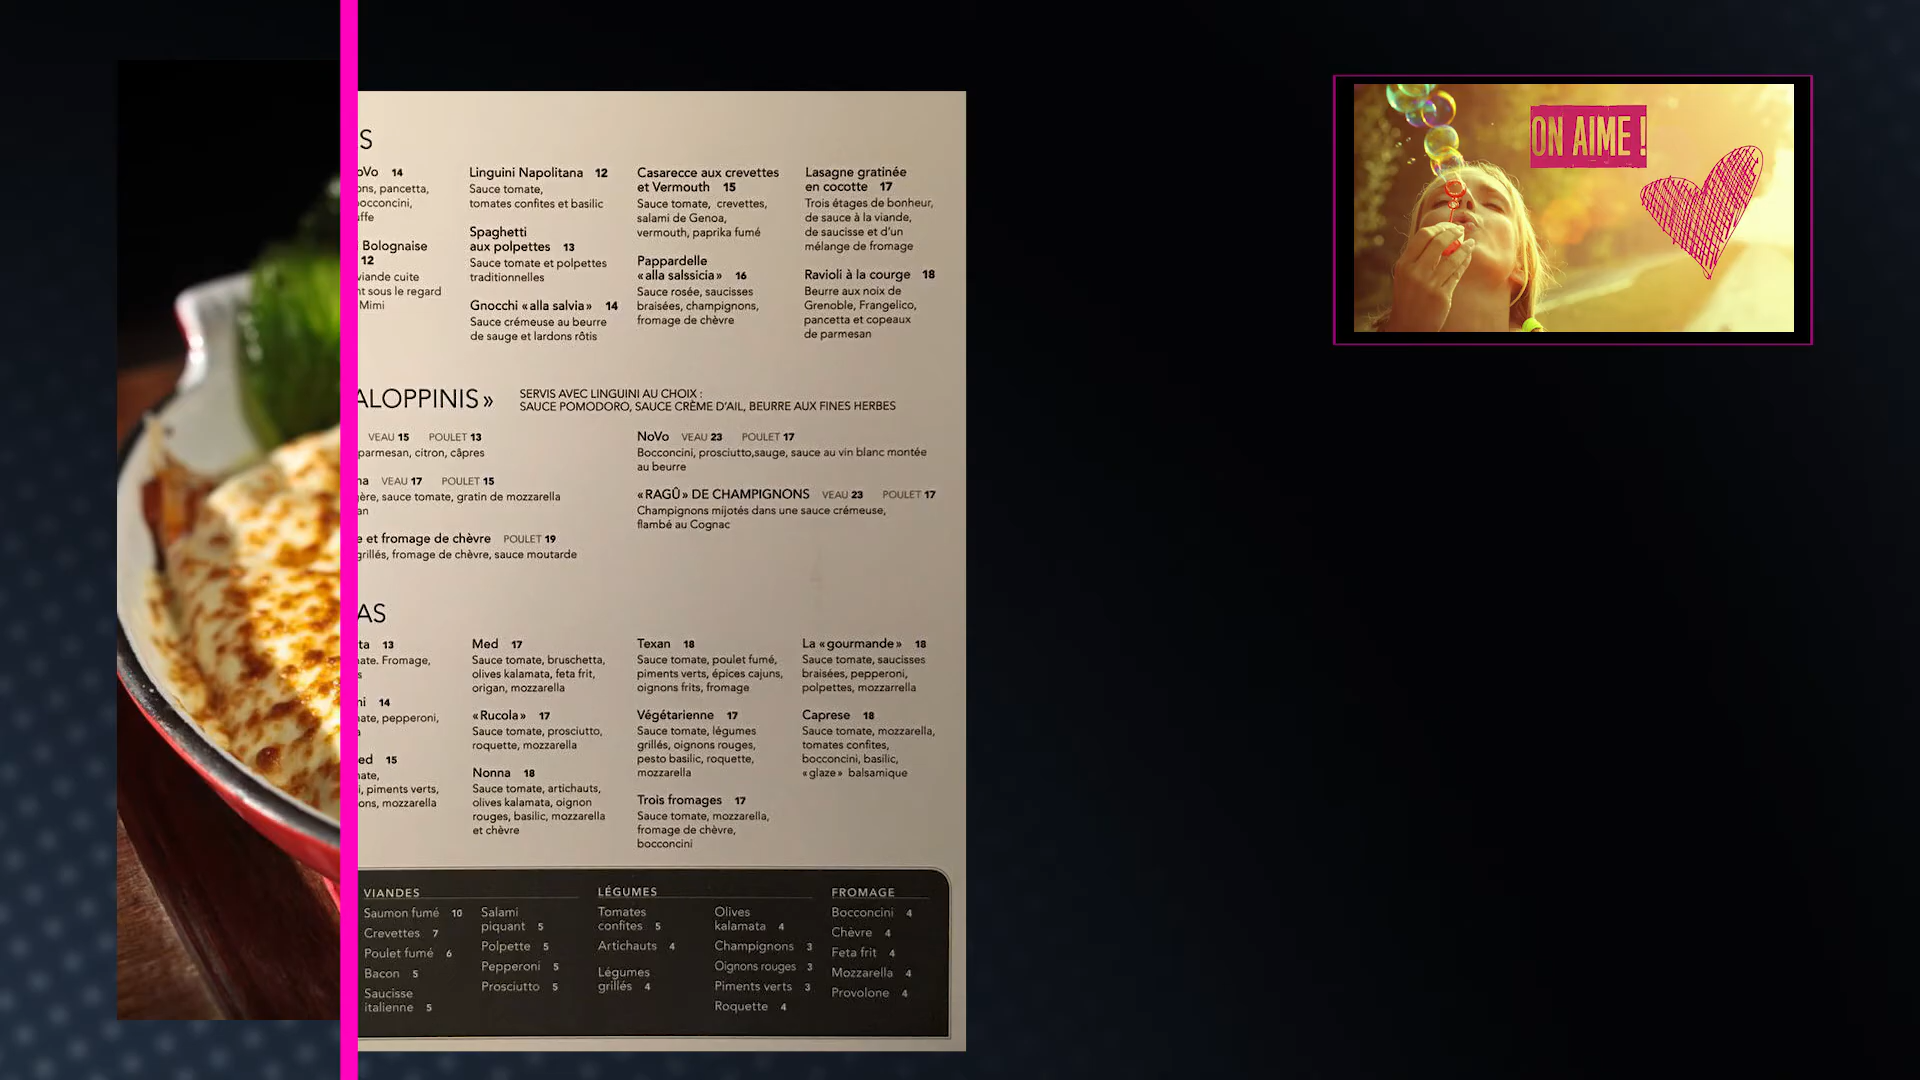 S
oVo 14
ons, pancetta,
bocconcini,
uffe
Bolognaise
12
viande cuite
nt sous le regard
Mimi
Linguini Napolitana 12
Sauce tomate,
tomates confites et basilic
Spaghetti
aux polpettes 13
Sauce tomate et polpettes
traditionnelles
Gnocchi «alla salvia» 14
Sauce crémeuse au beurre
de sauge et lardons rôtis
Casarecce aux crevettes
et Vermouth 15
Sauce tomate, crevettes,
salami de Genoa,
vermouth, paprika fumé
Pappardelle
«alla salssicia» 16
Sauce rosée, saucisses
braisées, champignons,
fromage de chèvre
Lasagne gratinée
en cocotte 17
Trois étages de bonheur,
de sauce à la viande,
de saucisse et d'un
mélange de fromage
Ravioli à la courge 18
Beurre aux noix de
Grenoble, Frangelico,
pancetta et copeaux
de parmesan
ALOPPINIS»
SERVIS AVEC LINGUINI AU CHOIX :
SAUCE POMODORO, SAUCE CRÈME D'AIL, BEURRE AUX FINES HERBES
VEAU 15 POULET 13
parmesan, citron, câpres
na VEAU 17 POULET 15
gère, sauce tomate, gratin de mozzarella
an
e et fromage de chèvre POULET 19
grillés, fromage de chèvre, sauce moutarde
NoVo VEAU 23 POULET 17
Bocconcini, prosciutto,sauge, sauce au vin blanc montée
au beurre
«RAGÛ» DE CHAMPIGNONS VEAU 23 POULET 17
Champignons mijotés dans une sauce crémeuse,
flambé au Cognac
AS
ta 13
nate. Fromage,
s
ni 14
nate, pepperoni,
a
ed 15
nate,
i, piments verts,
ons, mozzarella
Med 17
Sauce tomate, bruschetta,
olives kalamata, feta frit,
origan, mozzarella
«Rucola» 17
Sauce tomate, prosciutto,
roquette, mozzarella
Nonna 18
Sauce tomate, artichauts,
olives kalamata, oignon
rouges, basilic, mozzarella
et chèvre
Texan 18
Sauce tomate, poulet fumé,
piments verts, épices cajuns,
oignons frits, fromage
Végétarienne 17
Sauce tomate, légumes
grillés, oignons rouges,
pesto basilic, roquette,
mozzarella
Trois fromages 17
Sauce tomate, mozzarella,
fromage de chèvre,
bocconcini
La «gourmande» 18
Sauce tomate, saucisses
braisées, pepperoni,
polpettes, mozzarrella
Caprese 18
Sauce tomate, mozzarella,
tomates confites,
bocconcini, basilic,
«glaze» balsamique
VIANDES
Saumon fumé 10
Crevettes 7
Poulet fumé 6
Bacon 5
Saucisse
italienne 5
Salami
piquant 5
Polpette 5
Pepperoni 5
Prosciutto 5
LÉGUMES
Tomates
confites 5
Artichauts 4
Légumes
grillés 4
Olives
kalamata 4
Champignons 3
Oignons rouges 3
Piments verts 3
Roquette 4
FROMAGE
Bocconcini 4
Chèvre 4
Feta frit 4
Mozzarella 4
Provolone 4
ON AIME !